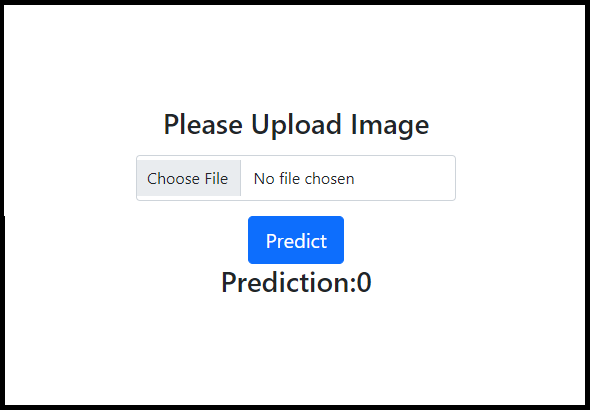 Please Upload Image
Choose File No file chosen
Predict
Prediction:0